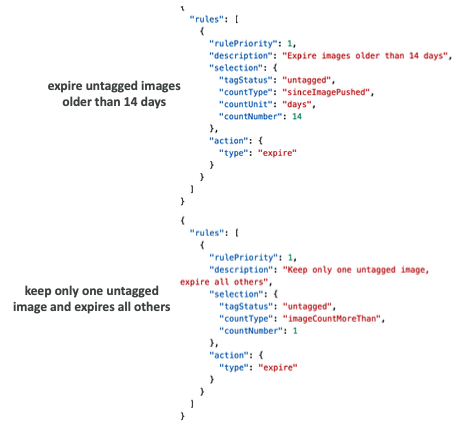 {
"rules": [
{
"rulePriority": 1,
"description": "Expire images older than 14 days",
"selection": {
"tagStatus": "untagged",
"countType": "sinceImagePushed",
"countUnit": "days",
"countNumber": 14
},
"action": {
"type": "expire"
}
}
]
}
expire untagged images
older than 14 days
{
"rules": [
{
"rulePriority": 1,
"description": "Keep only one untagged image,
expire all others",
"selection": {
"tagStatus": "untagged",
"countType": "imageCountMoreThan",
"countNumber": 1
},
"action": {
"type": "expire"
}
}
]
}
keep only one untagged
image and expires all others